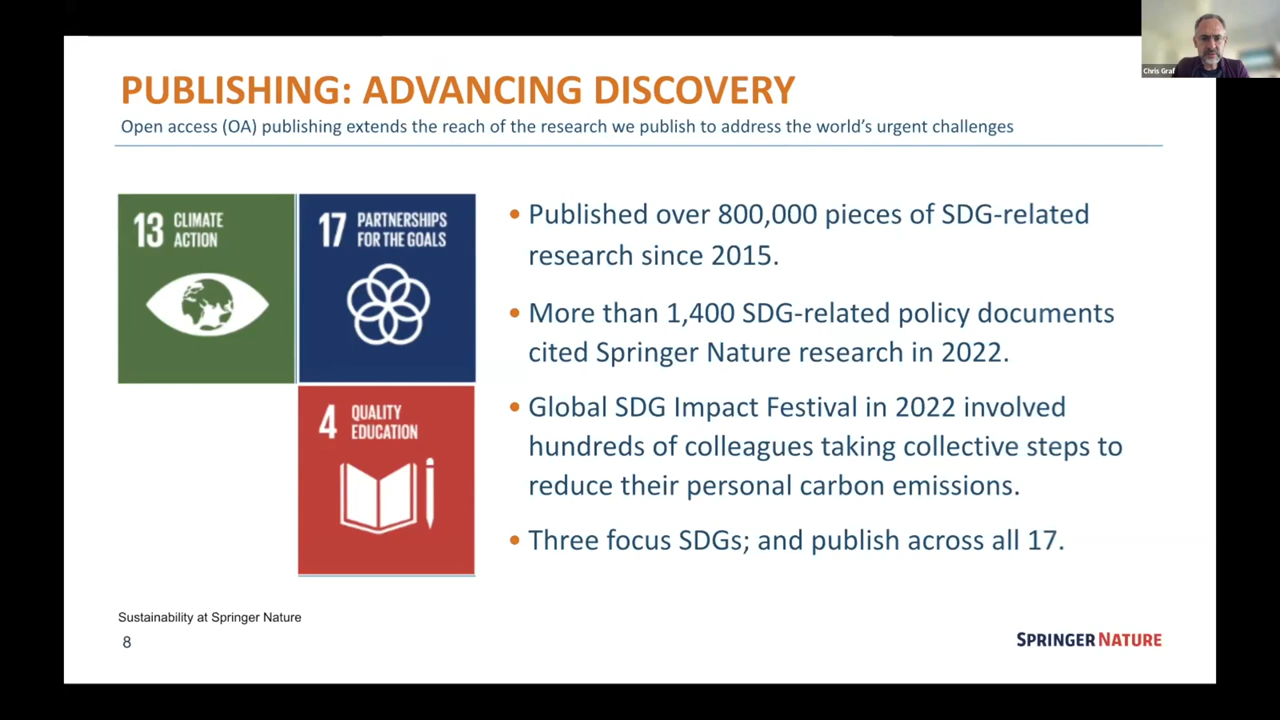 Chris Graf
PUBLISHING: ADVANCING DISCOVERY
Open access (OA) publishing extends the reach of the research we publish to address the world's urgent challenges
13 CLIMATE
ACTION
17 PARTNERSHIPS
FOR THE GOALS
4 QUALITY
EDUCATION
• Published over 800,000 pieces of SDG-related
research since 2015.
• More than 1,400 SDG-related policy documents
cited Springer Nature research in 2022.
• Global SDG Impact Festival in 2022 involved
hundreds of colleagues taking collective steps to
reduce their personal carbon emissions.
• Three focus SDGs; and publish across all 17.
Sustainability at Springer Nature
8
SPRINGER NATURE